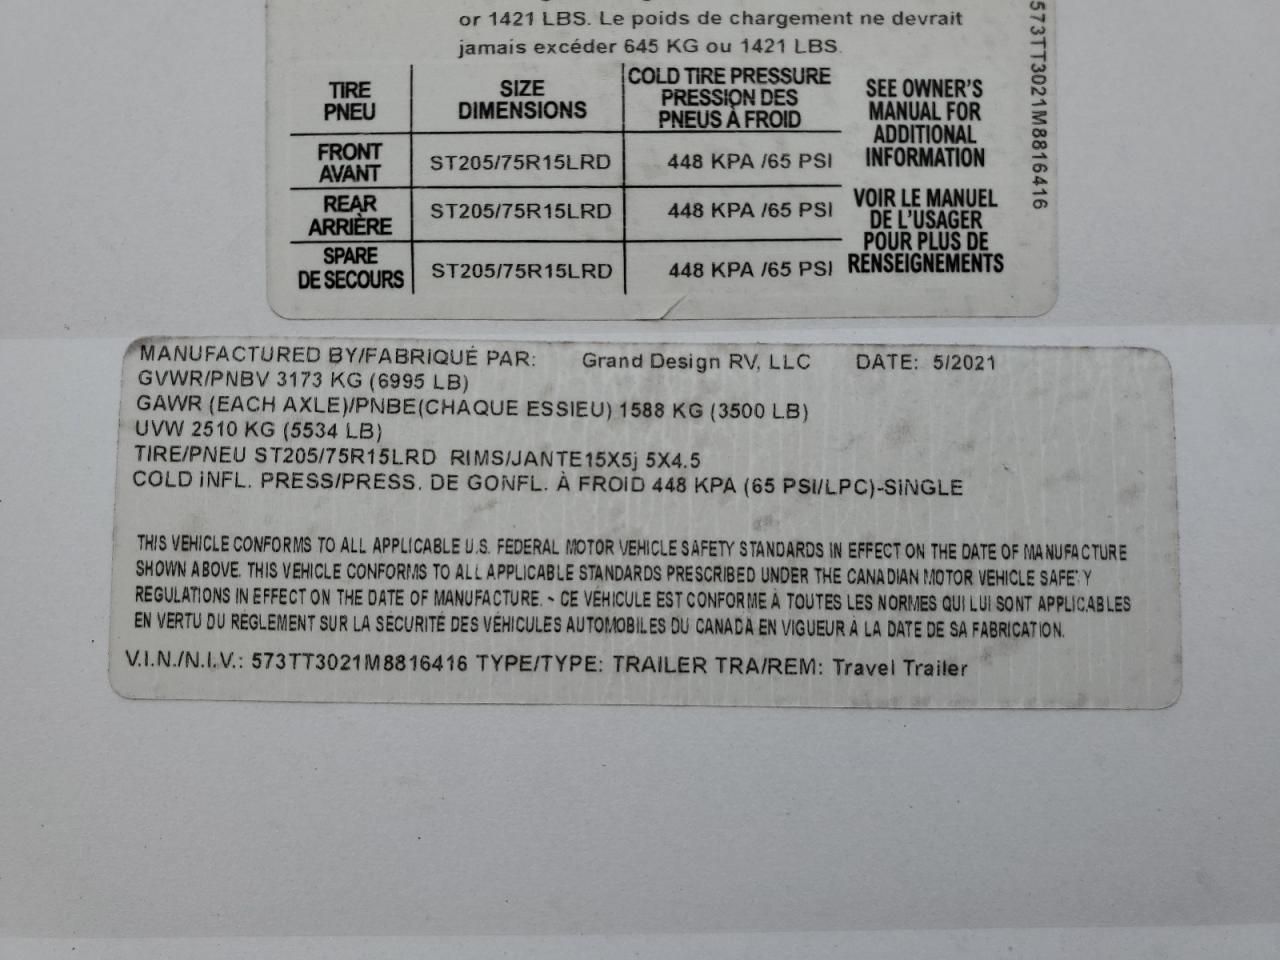 or 1421 LBS. Le poids de chargement ne devrait
jamais excéder 645 KG ou 1421 LBS.
TIRE
PNEU
SIZE
DIMENSIONS
COLD TIRE PRESSURE
PRESSION DES
PNEUS À FROID
SEE OWNER'S
MANUAL FOR
ADDITIONAL
INFORMATION
FRONT
AVANT
ST205/75R15LRD
448 KPA /65 PSI
REAR
ARRIÈRE
ST205/75R15LRD
448 KPA /65 PSI
SPARE
DE SECOURS
ST205/75R15LRD
448 KPA /65 PSI
VOIR LE MANUEL
DE L'USAGER
POUR PLUS DE
RENSEIGNEMENTS
573TT3021M8816416
MANUFACTURED BY/FABRIQUÉ PAR: Grand Design RV, LLC DATE: 5/2021
GVWR/PNBV 3173 KG (6995 LB)
GAWR (EACH AXLE)/PNBE(CHAQUE ESSIEU) 1588 KG (3500 LB)
UVW 2510 KG (5534 LB)
TIRE/PNEU ST205/75R15LRD RIMS/JANTE15X5j 5X4.5
COLD INFL. PRESS/PRESS. DE GONFL. À FROID 448 KPA (65 PSI/LPC)-SINGLE
THIS VEHICLE CONFORMS TO ALL APPLICABLE U.S. FEDERAL MOTOR VEHICLE SAFETY STANDARDS IN EFFECT ON THE DATE OF MANUFACTURE
SHOWN ABOVE. THIS VEHICLE CONFORMS TO ALL APPLICABLE STANDARDS PRESCRIBED UNDER THE CANADIAN MOTOR VEHICLE SAFETY
REGULATIONS IN EFFECT ON THE DATE OF MANUFACTURE. - CE VÉHICULE EST CONFORME À TOUTES LES NORMES QUI LUI SONT APPLICABLES
EN VERTU DU RÈGLEMENT SUR LA SÉCURITÉ DES VÉHICULES AUTOMOBILES DU CANADA EN VIGUEUR À LA DATE DE SA FABRICATION.
V.I.N./N.I.V.: 573TT3021M8816416 TYPE/TYPE: TRAILER TRA/REM: Travel Trailer